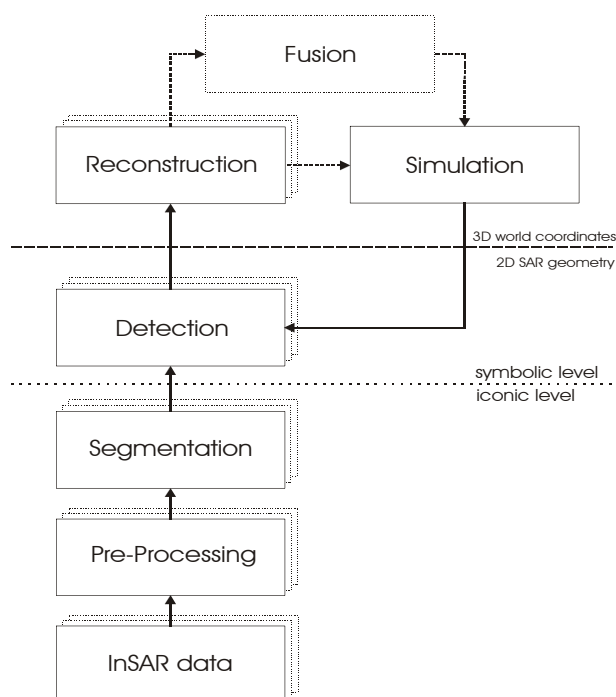 Fusion
Reconstruction
Simulation
3D world coordinates
2D SAR geometry
Detection
symbolic level
iconic level
Segmentation
Pre-Processing
InSAR data